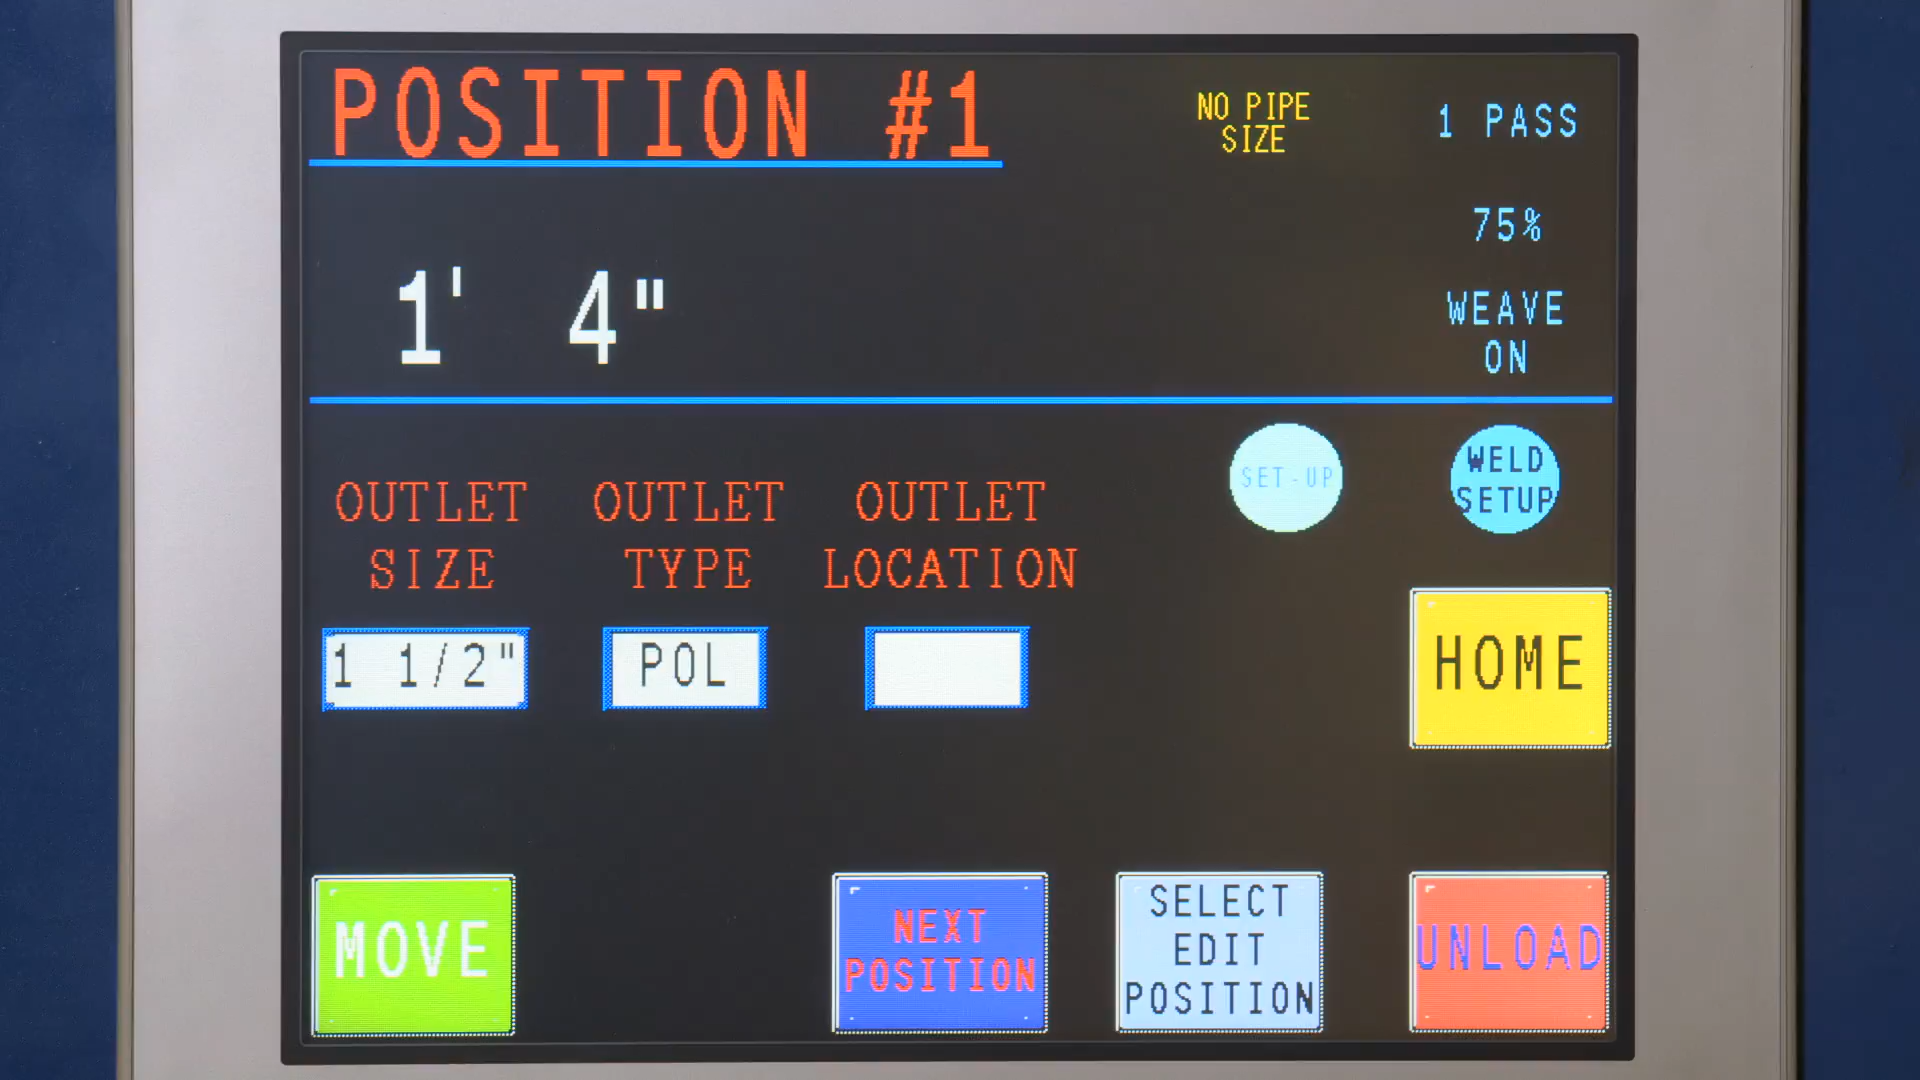 POSITION #1
NO PIPE
SIZE
1 PASS
75%
1' 4"
WEAVE
ON
SET-UP
WELD
SETUP
OUTLET
SIZE
OUTLET
TYPE
OUTLET
LOCATION
1 1/2"
POL
HOME
MOVE
NEXT
POSITION
SELECT
EDIT
POSITION
UNLOAD